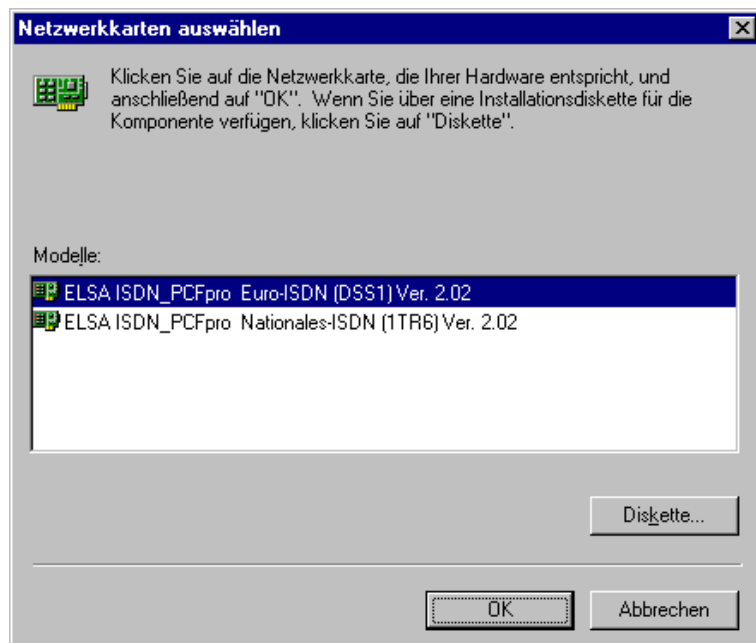 Netzwerkkarten auswählen
Klicken Sie auf die Netzwerkkarte, die Ihrer Hardware entspricht, und
anschließend auf "OK".  Wenn Sie über eine Installationsdiskette für die
Komponente verfügen, klicken Sie auf "Diskette".
Modelle:
ELSA ISDN_PCFpro  Euro-ISDN (DSS1) Ver. 2.02
ELSA ISDN_PCFpro  Nationales-ISDN (1TR6) Ver. 2.02
Diskette...
OK
Abbrechen